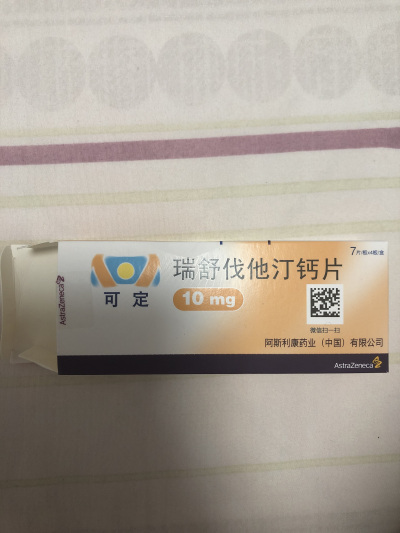 7片/板×4板/盒
瑞舒伐他汀钙片
可定
10 mg
微信扫一扫
阿斯利康药业（中国）有限公司
AstraZeneca
AstraZeneca